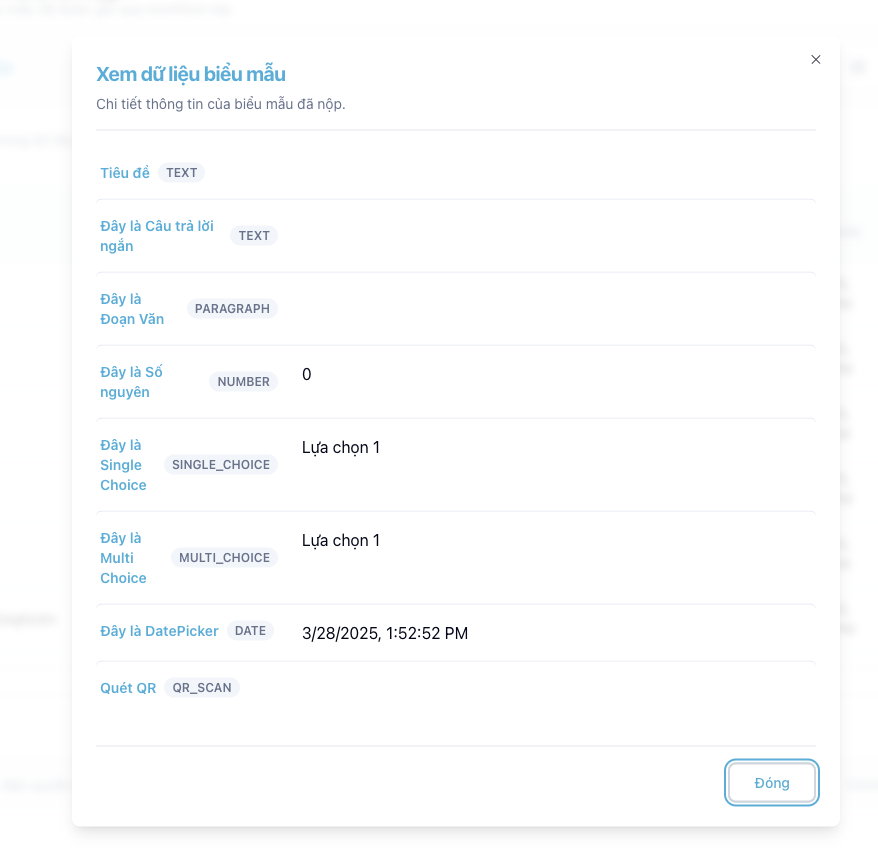 Xem dữ liệu biểu mẫu
Chi tiết thông tin của biểu mẫu đã nộp.
Tiêu đề TEXT
Đây là Câu trả lời
ngắn
TEXT
Đây là
Đoạn Văn
PARAGRAPH
Đây là Số
nguyên
NUMBER
0
Đây là
Single
Choice
SINGLE_CHOICE
Lựa chọn 1
Đây là
Multi
Choice
MULTI_CHOICE
Lựa chọn 1
Đây là DatePicker DATE 3/28/2025, 1:52:52 PM
Quét QR QR_SCAN
Đóng